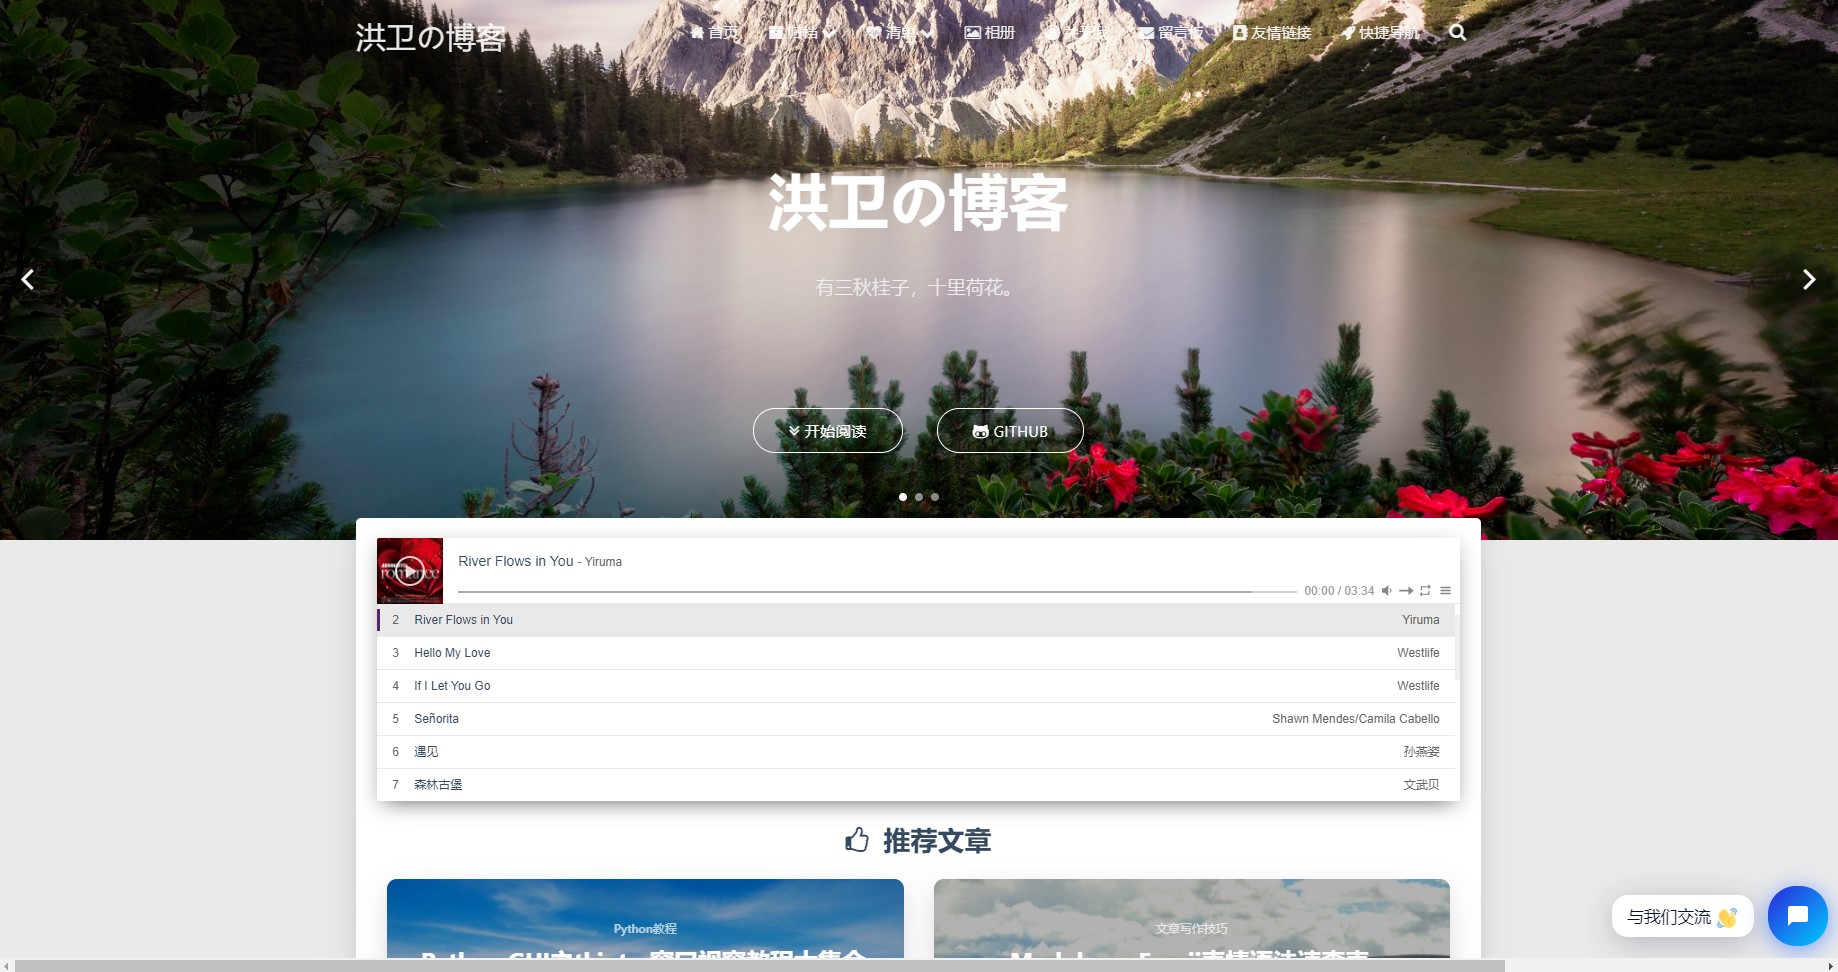 洪卫の博客
首页 归档 清单 相册 关于我 留言板 友情链接 快捷导航
洪卫の博客
有三秋桂子，十里荷花。
开始阅读 GITHUB
River Flows in You - Yiruma
00:00 / 03:34
2 River Flows in You Yiruma
3 Hello My Love Westlife
4 If I Let You Go Westlife
5 Señorita Shawn Mendes/Camila Cabello
6 遇见 孙燕姿
7 森林古堡 文武贝
推荐文章
Python教程 文章写作技巧
与我们交流 👋